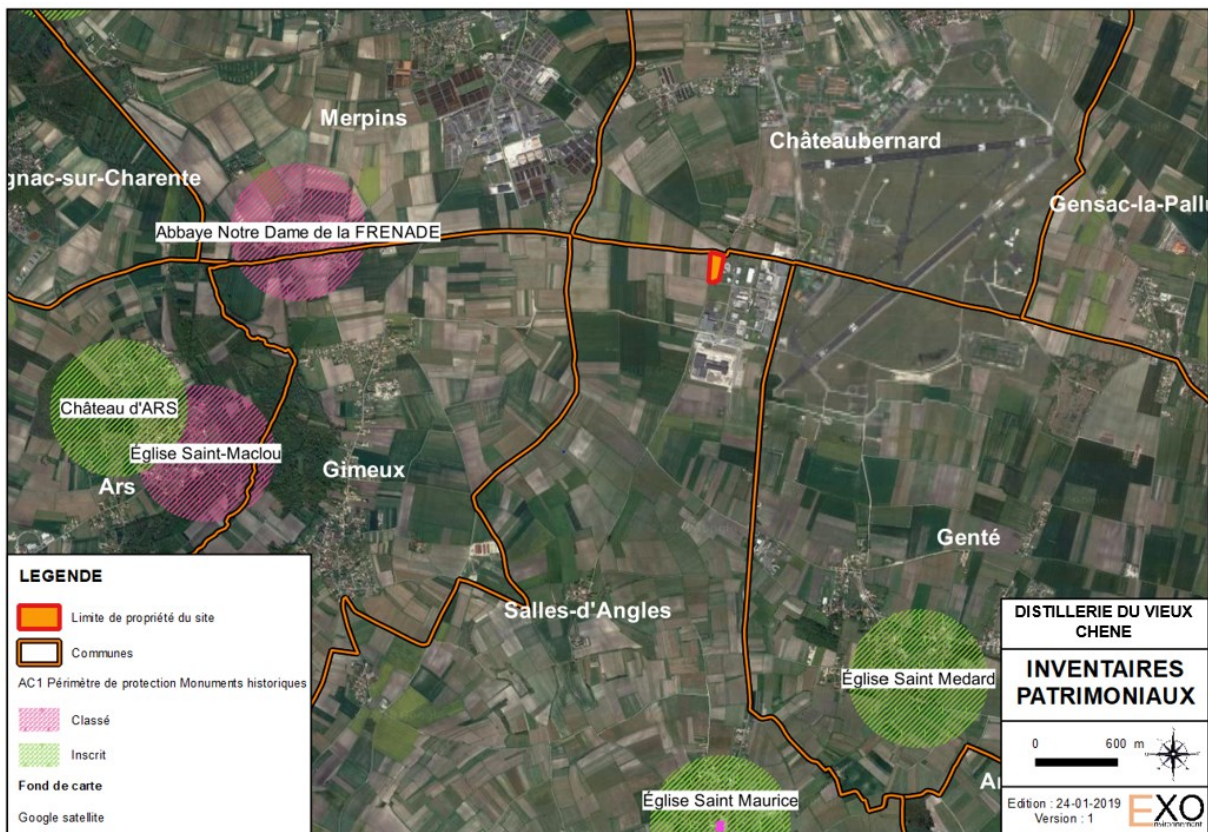 Merpins
Châteaubernard
gnac-sur-Charente
Gensac-la-Pallu
Abbaye Notre Dame de la FRENADE
Château d'ARS
Église Saint-Maclou
Ars
Gimeux
Genté
Salles-d'Angles
Église Saint Medard
Église Saint Maurice
LEGENDE
Limite de propriété du site
Communes
AC1 Périmètre de protection Monuments historiques
Classé
Inscrit
Fond de carte
Google satellite
DISTILLERIE DU VIEUX
CHENE
INVENTAIRES
PATRIMONIAUX
0 600 m
Edition : 24-01-2019
Version : 1
EXO
environnement